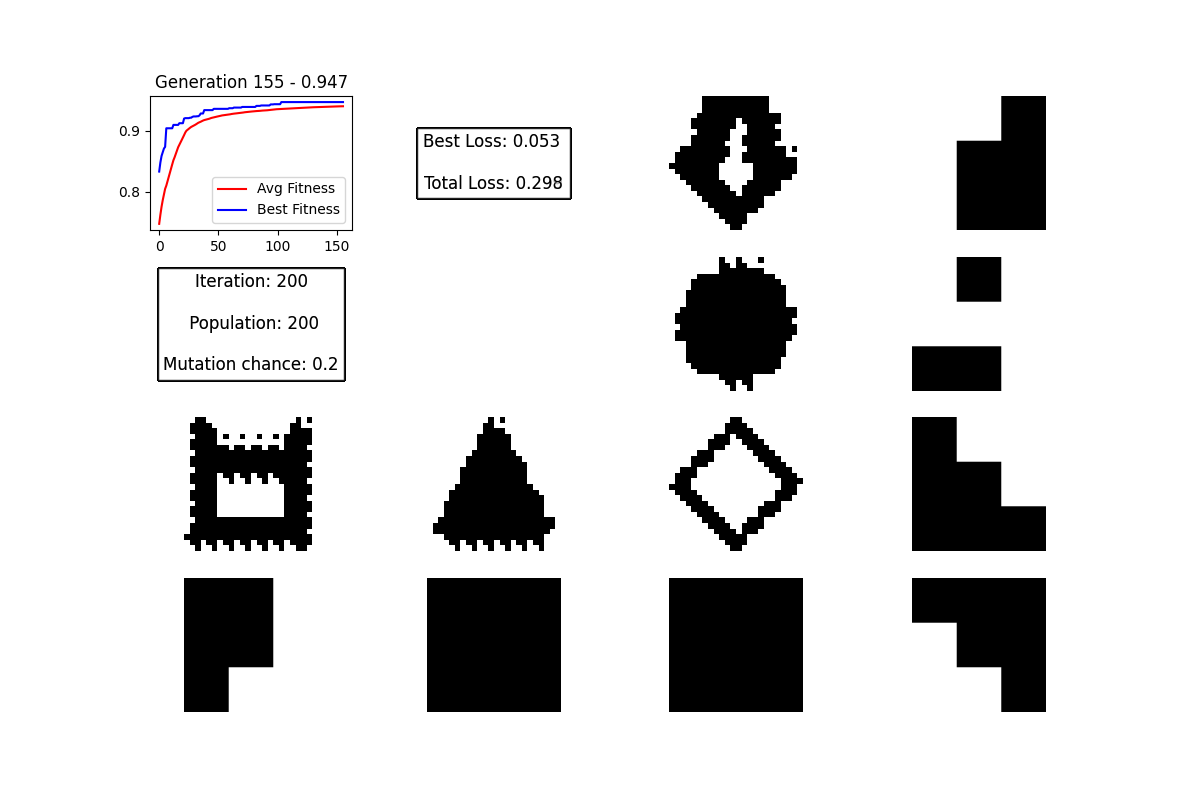 Generation 155 - 0.947
0.9
0.8
Avg Fitness
Best Fitness
0 50 100 150
Best Loss: 0.053
Total Loss: 0.298
Iteration: 200
Population: 200
Mutation chance: 0.2